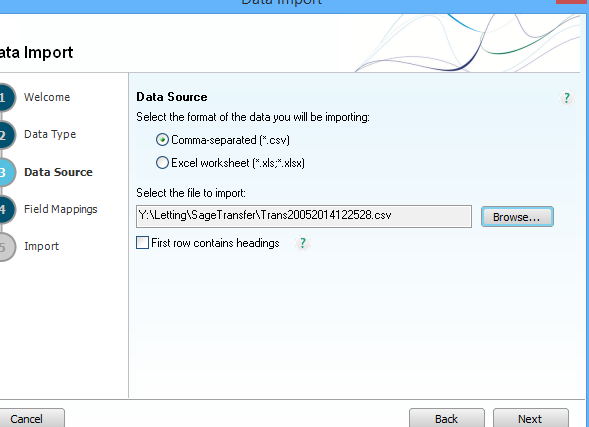 Data Import
ata Import
1 Welcome
2 Data Type
3 Data Source
4 Field Mappings
5 Import
Data Source
?
Select the format of the data you will be importing:
Comma-separated (*.csv)
Excel worksheet (*.xls;*.xlsx)
Select the file to import:
Y:\Letting\SageTransfer\Trans20052014122528.csv
Browse...
First row contains headings ?
Cancel
Back
Next